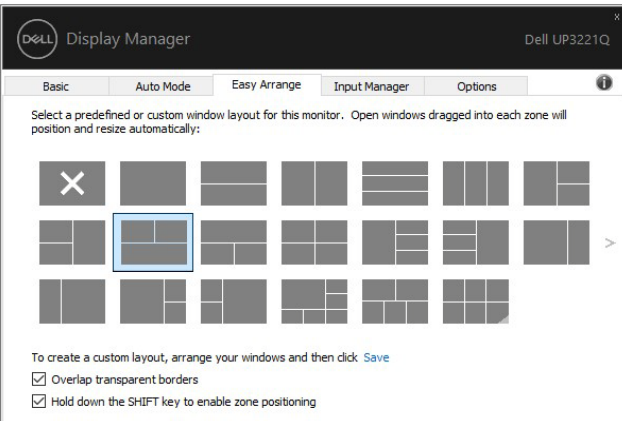 DELL Display Manager Dell UP3221Q
Basic Auto Mode Easy Arrange Input Manager Options
Select a predefined or custom window layout for this monitor. Open windows dragged into each zone will
position and resize automatically:
To create a custom layout, arrange your windows and then click Save
Overlap transparent borders
Hold down the SHIFT key to enable zone positioning